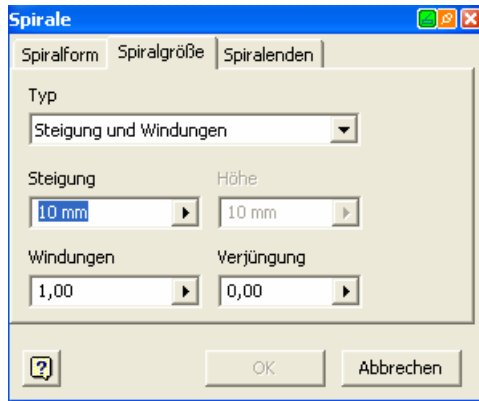 Spirale
Spiralform Spiralgröße Spiralenden
Typ
Steigung und Windungen
Steigung Höhe
10 mm 10 mm
Windungen Verjüngung
1,00 0,00
? OK Abbrechen